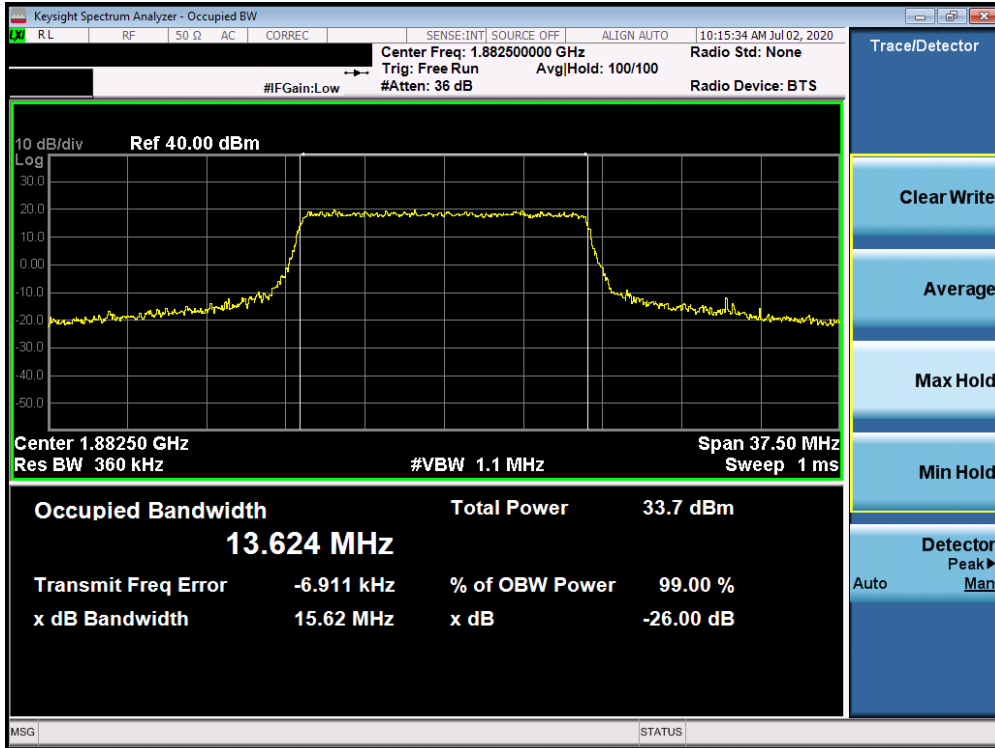 Keysight Spectrum Analyzer - Occupied BW
LXI RL RF 50 Ω AC CORREC SENSE:INT SOURCE OFF ALIGN AUTO 10:15:34 AM Jul 02, 2020
Center Freq: 1.882500000 GHz Radio Std: None
Trig: Free Run Avg|Hold: 100/100
#IFGain:Low #Atten: 36 dB Radio Device: BTS
Trace/Detector
10 dB/div Ref 40.00 dBm
Log
30.0
20.0
10.0
0.00
-10.0
-20.0
-30.0
-40.0
-50.0
Center 1.88250 GHz Span 37.50 MHz
Res BW 360 kHz #VBW 1.1 MHz Sweep 1 ms
Occupied Bandwidth Total Power 33.7 dBm
13.624 MHz
Transmit Freq Error -6.911 kHz % of OBW Power 99.00 %
x dB Bandwidth 15.62 MHz x dB -26.00 dB
Clear Write
Average
Max Hold
Min Hold
Detector
Peak▶
Auto Man
MSG STATUS